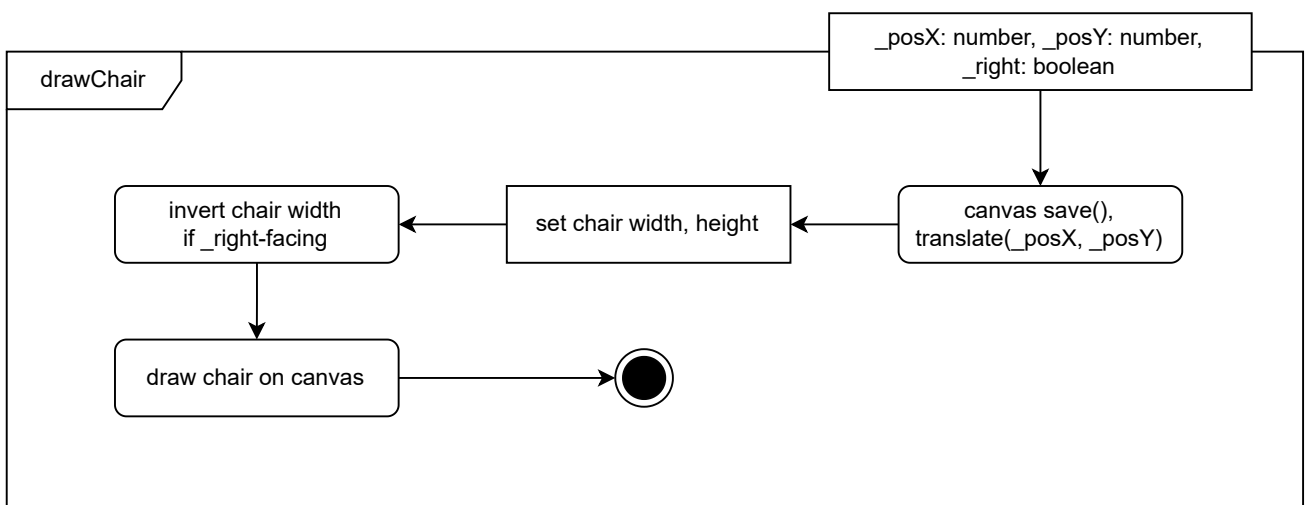 _posX: number, _posY: number,
_right: boolean
drawChair
invert chair width
if _right-facing
set chair width, height
canvas save(),
translate(_posX, _posY)
draw chair on canvas